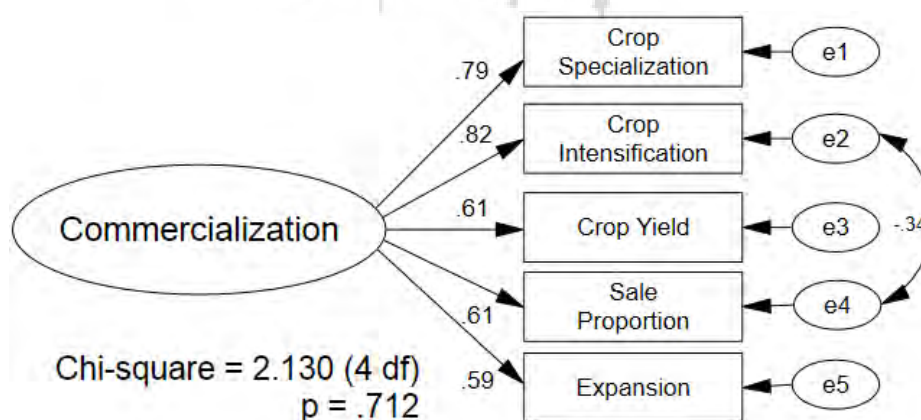 Crop
Specialization
e1
.79
Crop
Intensification
e2
.82
Commercialization
.61
Crop Yield
e3
-.34
Sale
Proportion
e4
.61
Chi-square = 2.130 (4 df)
p = .712
.59
Expansion
e5